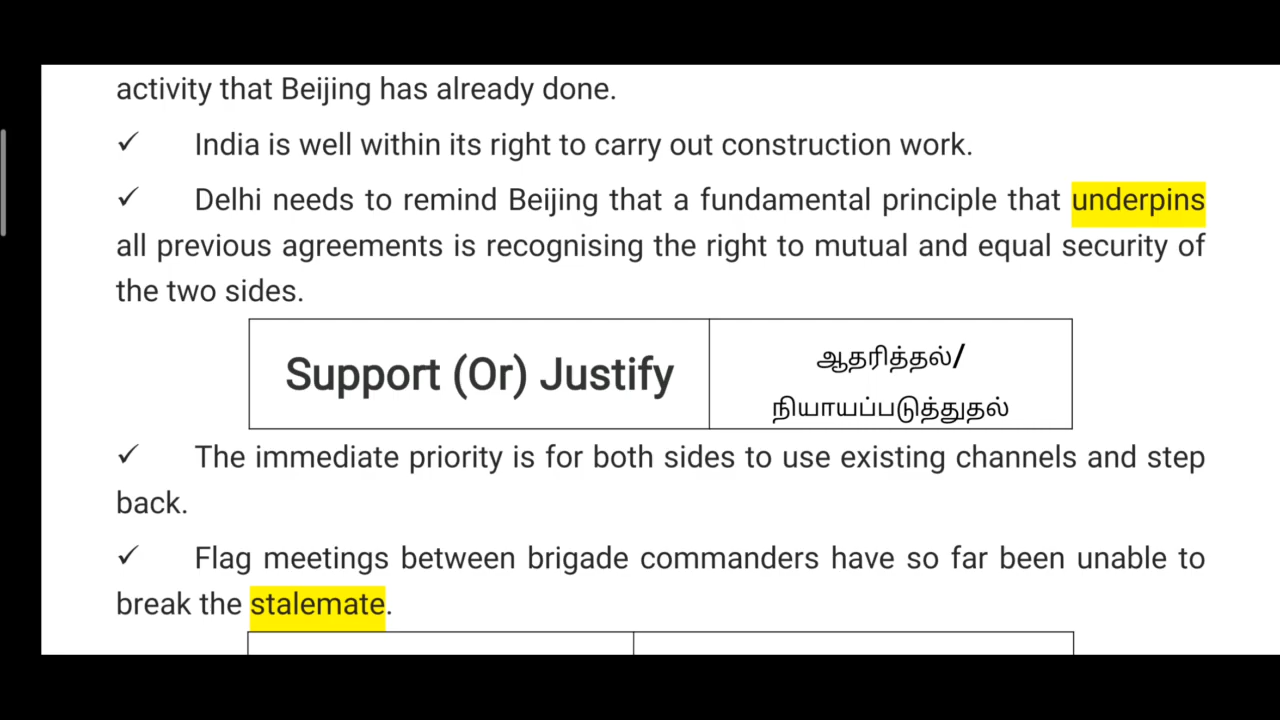 activity that Beijing has already done.
✓ India is well within its right to carry out construction work.
✓ Delhi needs to remind Beijing that a fundamental principle that underpins
all previous agreements is recognising the right to mutual and equal security of
the two sides.
Support (Or) Justify
ஆதரித்தல்/
நியாயப்படுத்துதல்
✓ The immediate priority is for both sides to use existing channels and step
back.
✓ Flag meetings between brigade commanders have so far been unable to
break the stalemate.